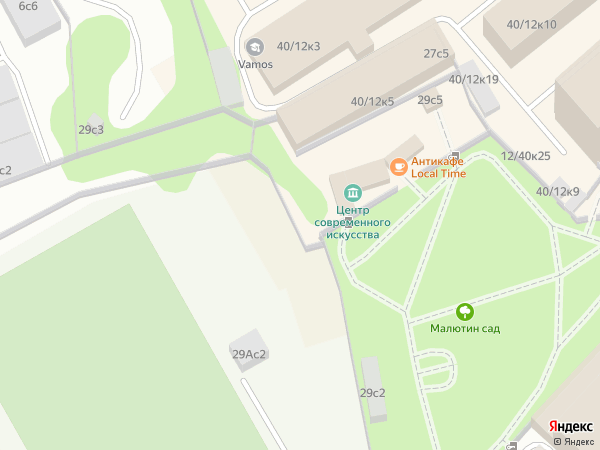 6с6
40/12к3
Vamos
40/12к10
27с5
40/12к19
40/12к5
29с5
29с3
12/40к25
Антикафе
Local Time
с2
40/12к9
Центр
современного
искусства
Малютин сад
29Ас2
29с2
Яндекс
© Яндекс